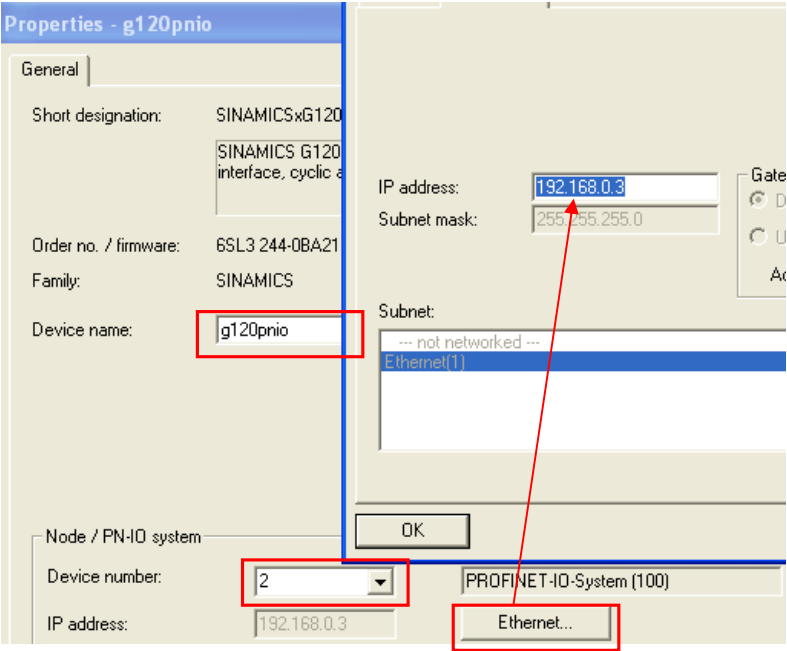 Properties - g120pnio
General
Short designation:
SINAMICSxG120
SINAMICS G120
interface, cyclic a
Order no. / firmware:
6SL3 244-0BA21
Family:
SINAMICS
Device name:
g120pnio
Node / PN-IO system
Device number:
2
PROFINET-IO-System (100)
IP address:
192.168.0.3
Ethernet...
IP address:
192.168.0.3
Subnet mask:
255.255.255.0
Gate
D
U
Ad
Subnet:
--- not networked ---
Ethernet(1)
OK